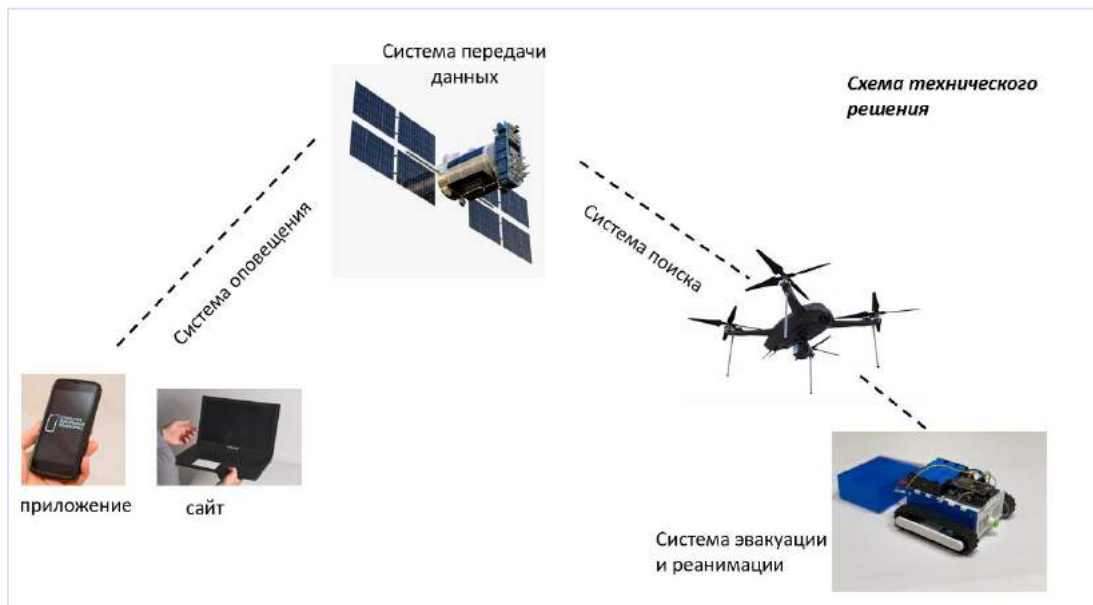 Система передачи
данных
Схема технического
решения
Система оповещения
Система поиска
приложение
сайт
Система эвакуации
и реанимации